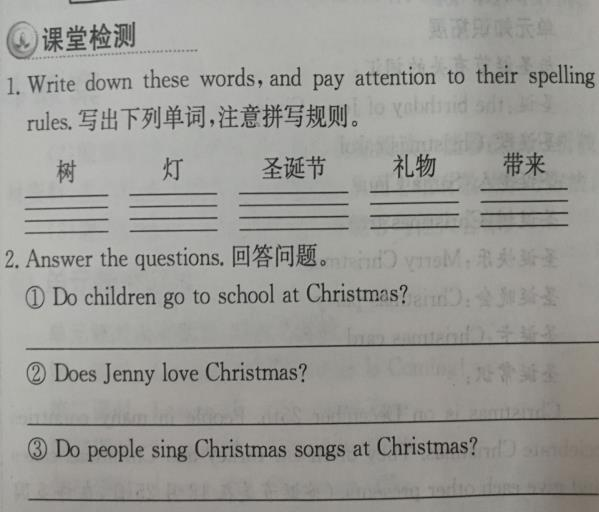 课堂检测
1. Write down these words, and pay attention to their spelling
rules. 写出下列单词,注意拼写规则。
树 灯 圣诞节 礼物 带来
2. Answer the questions. 回答问题。
① Do children go to school at Christmas?
② Does Jenny love Christmas?
③ Do people sing Christmas songs at Christmas?